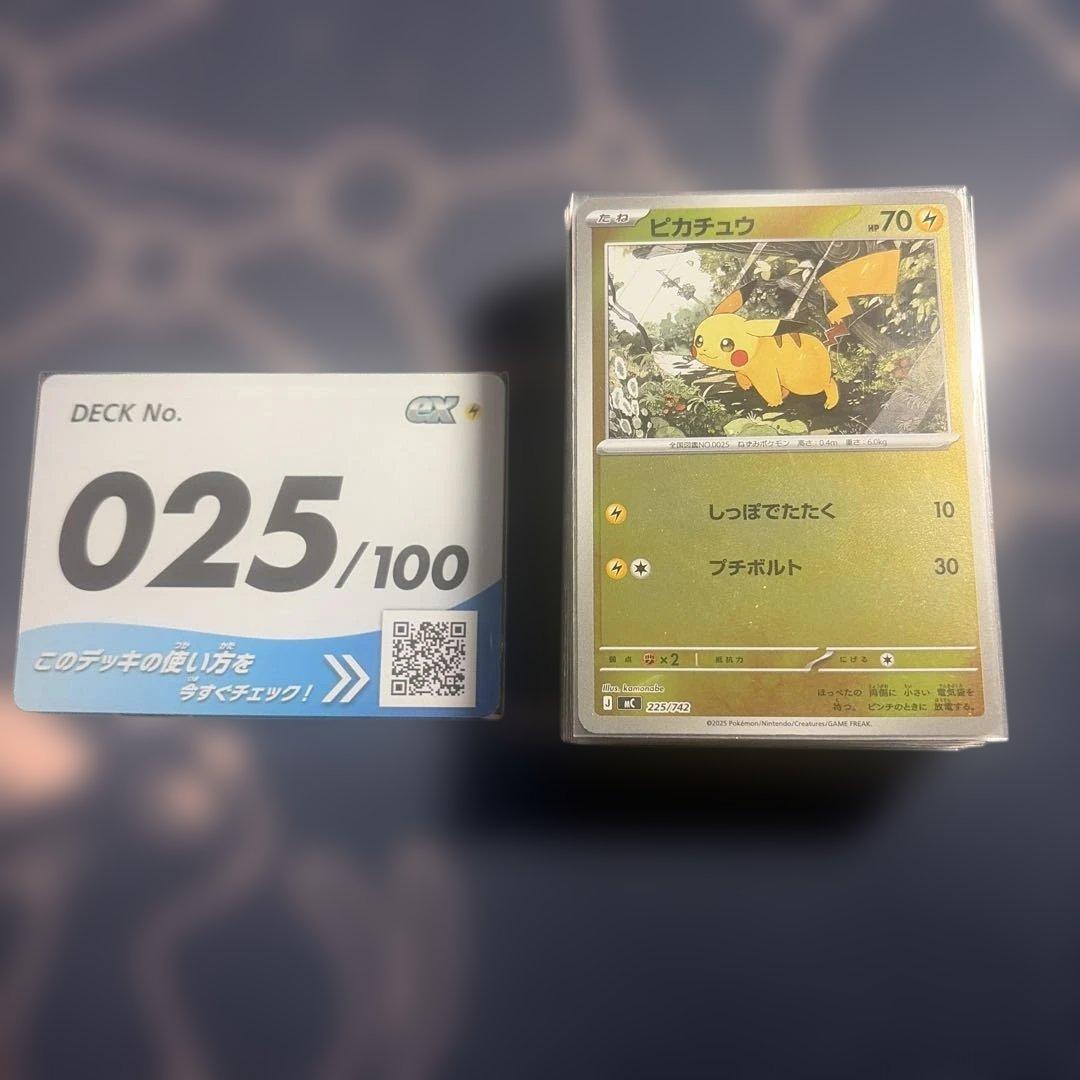 DECK No.
ex
025/100
このデッキの使い方を
今すぐチェック！
たね
ピカチュウ
HP70
全国図鑑NO.0025 ねずみポケモン 高さ：0.4m 重さ：6.0kg
しっぽでたたく 10
プチボルト 30
弱点 ×2 抵抗力 にげる
Illus. kamonabe
J MC 225/742
ほっぺたの 両側に 小さい 電気袋を
持つ。ピンチのときに 放電する。
©2025 Pokémon/Nintendo/Creatures/GAME FREAK.